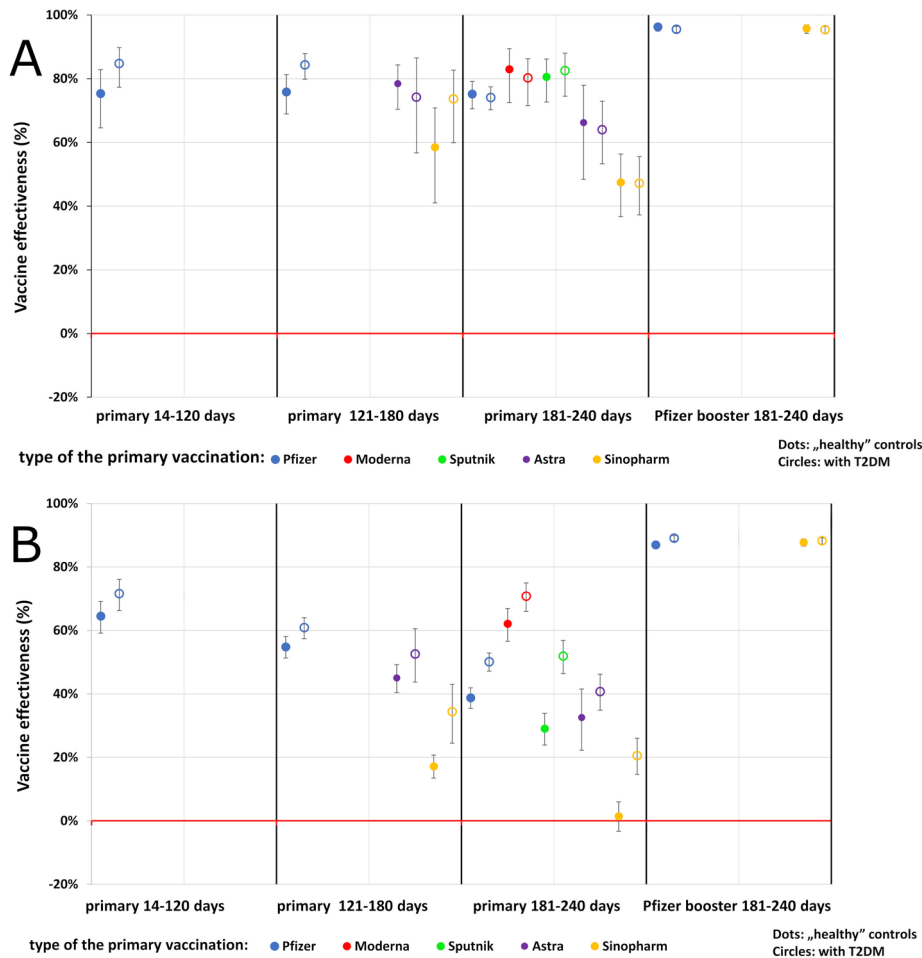 A
Vaccine effectiveness (%)
100%
80%
60%
40%
20%
0%
-20%
primary 14-120 days primary 121-180 days primary 181-240 days Pfizer booster 181-240 days
type of the primary vaccination: Pfizer Moderna Sputnik Astra Sinopharm
Dots: „healthy” controls
Circles: with T2DM
B
Vaccine effectiveness (%)
100%
80%
60%
40%
20%
0%
-20%
primary 14-120 days primary 121-180 days primary 181-240 days Pfizer booster 181-240 days
type of the primary vaccination: Pfizer Moderna Sputnik Astra Sinopharm
Dots: „healthy” controls
Circles: with T2DM